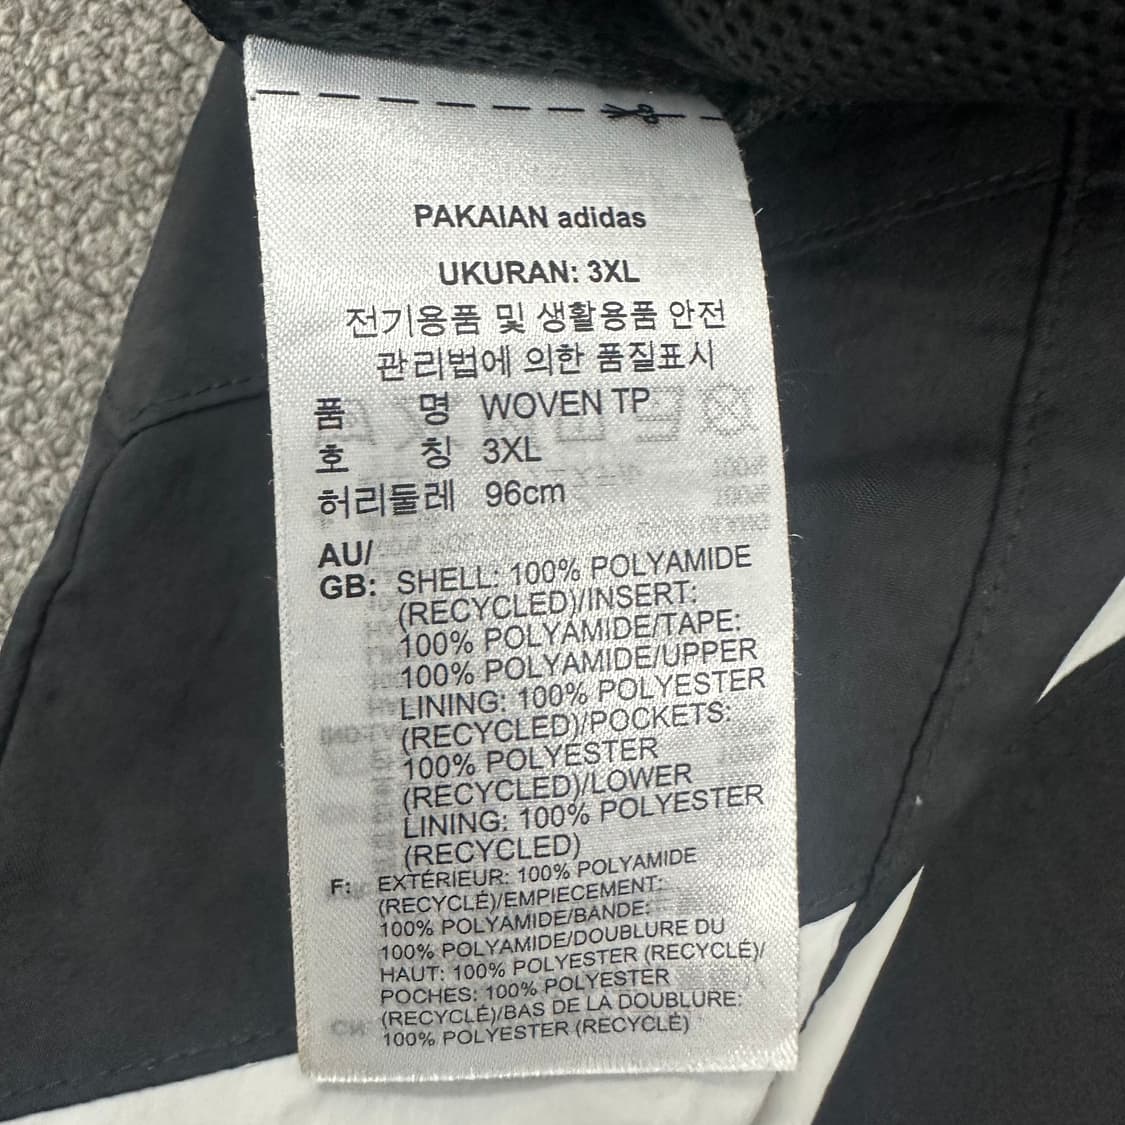 PAKAIAN adidas
UKURAN: 3XL
전기용품 및 생활용품 안전
관리법에 의한 품질표시
품 명 WOVEN TP
호 칭 3XL
허리둘레 96cm
AU/
GB: SHELL: 100% POLYAMIDE
(RECYCLED)/INSERT:
100% POLYAMIDE/TAPE:
100% POLYAMIDE/UPPER
LINING: 100% POLYESTER
(RECYCLED)/POCKETS:
100% POLYESTER
(RECYCLED)/LOWER
LINING: 100% POLYESTER
(RECYCLED)
F: EXTÉRIEUR: 100% POLYAMIDE
(RECYCLÉ)/EMPIECEMENT:
100% POLYAMIDE/BANDE:
100% POLYAMIDE/DOUBLURE DU
HAUT: 100% POLYESTER (RECYCLÉ)/
POCHES: 100% POLYESTER
(RECYCLÉ)/BAS DE LA DOUBLURE:
100% POLYESTER (RECYCLÉ)